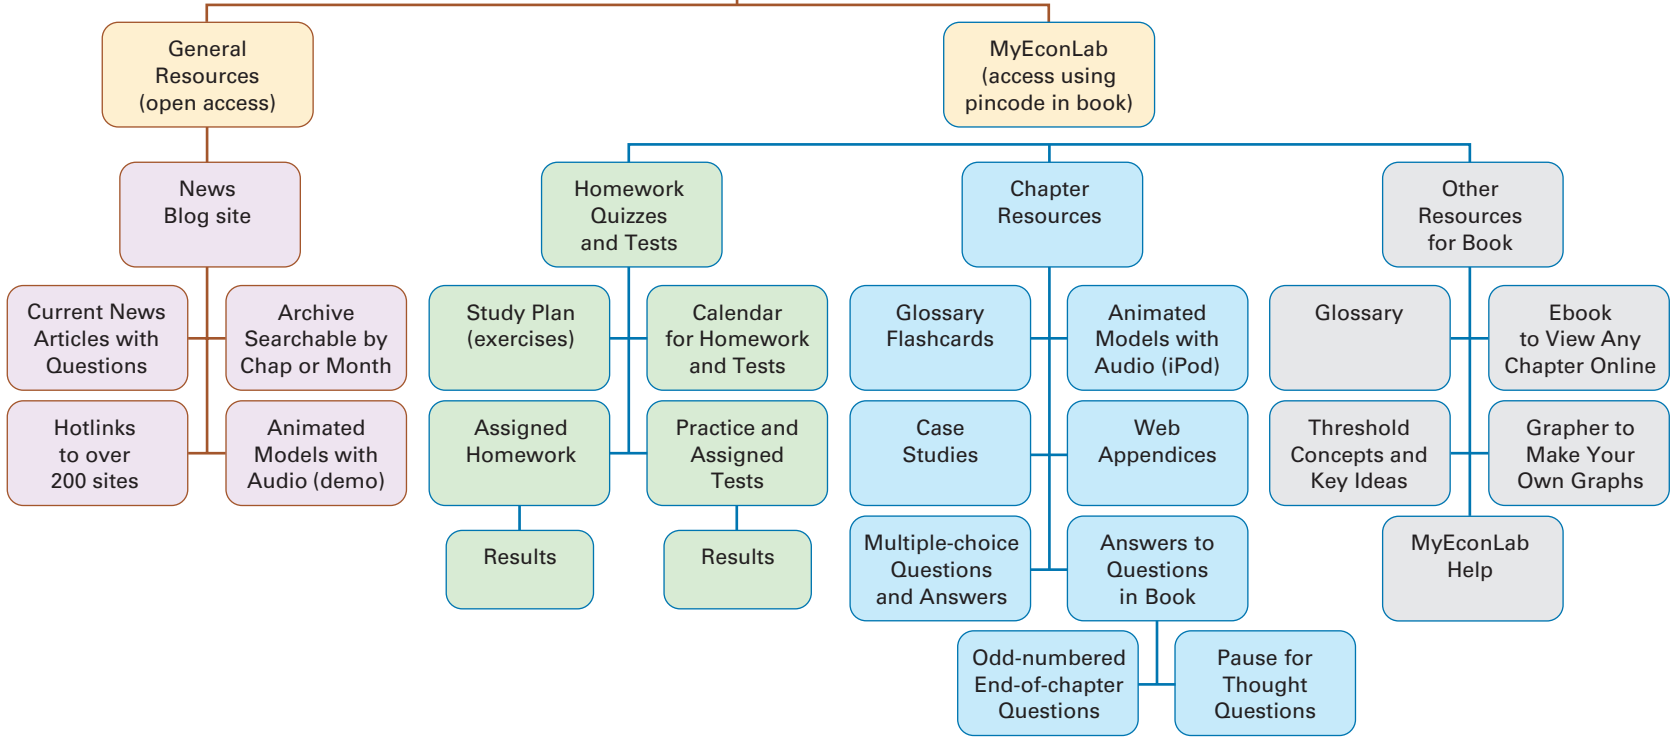 General
Resources
(open access)
MyEconLab
(access using
pincode in book)
News
Blog site
Homework
Quizzes
and Tests
Chapter
Resources
Other
Resources
for Book
Current News
Articles with
Questions
Archive
Searchable by
Chap or Month
Study Plan
(exercises)
Calendar
for Homework
and Tests
Glossary
Flashcards
Animated
Models with
Audio (iPod)
Glossary
Ebook
to View Any
Chapter Online
Hotlinks
to over
200 sites
Animated
Models with
Audio (demo)
Assigned
Homework
Practice and
Assigned
Tests
Case
Studies
Web
Appendices
Threshold
Concepts and
Key Ideas
Grapher to
Make Your
Own Graphs
Results
Results
Multiple-choice
Questions
and Answers
Answers to
Questions
in Book
MyEconLab
Help
Odd-numbered
End-of-chapter
Questions
Pause for
Thought
Questions